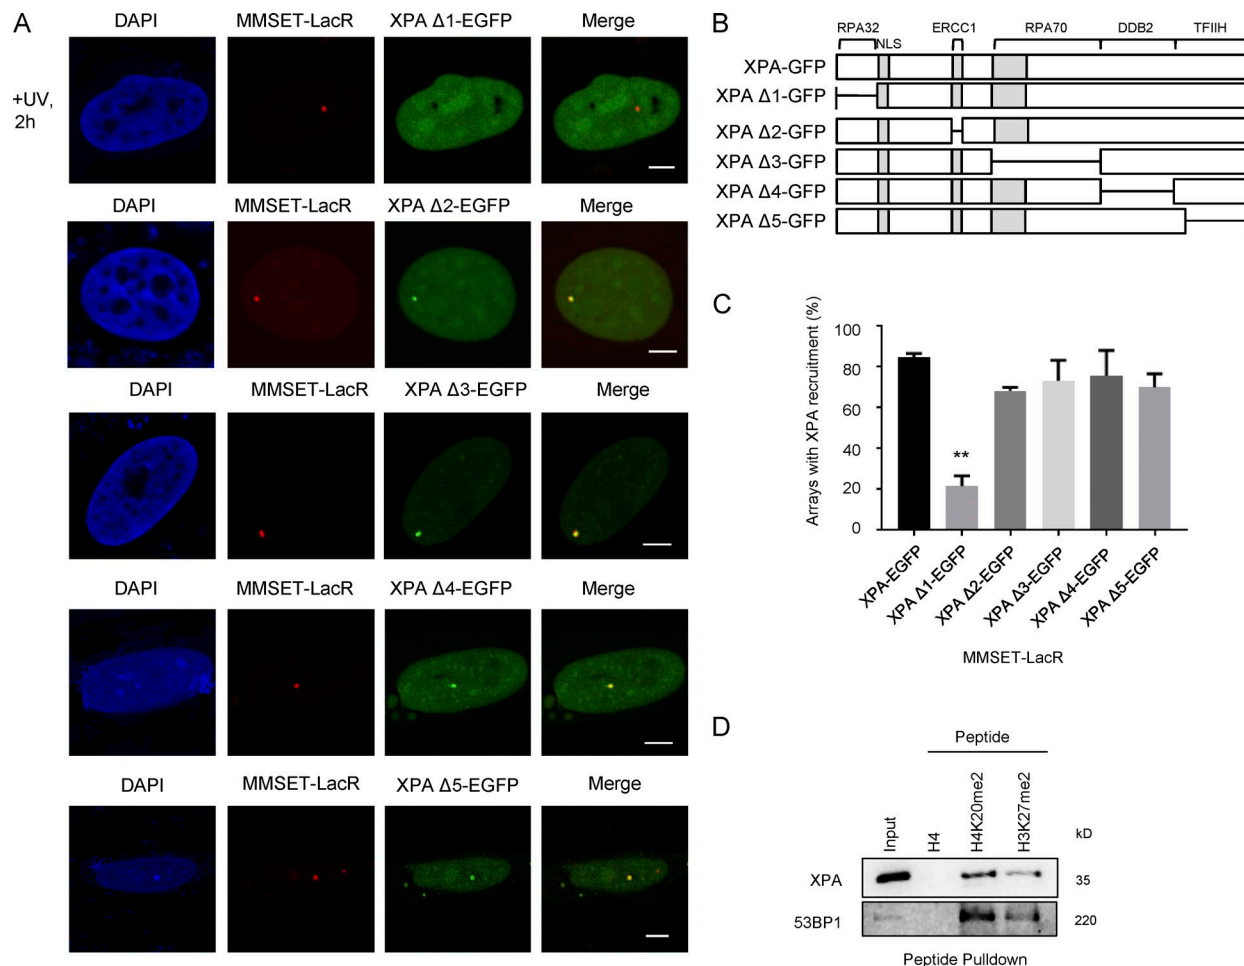 A
DAPI MMSET-LacR XPA Δ1-EGFP Merge
+UV,
2h
DAPI MMSET-LacR XPA Δ2-EGFP Merge
DAPI MMSET-LacR XPA Δ3-EGFP Merge
DAPI MMSET-LacR XPA Δ4-EGFP Merge
DAPI MMSET-LacR XPA Δ5-EGFP Merge
B
RPA32 NLS ERCC1 RPA70 DDB2 TFIIH
XPA-GFP
XPA Δ1-GFP
XPA Δ2-GFP
XPA Δ3-GFP
XPA Δ4-GFP
XPA Δ5-GFP
C
Arrays with XPA recruitment (%)
100
80
60
40
20
0
**
XPA-EGFP
XPA Δ1-EGFP
XPA Δ2-EGFP
XPA Δ3-EGFP
XPA Δ4-EGFP
XPA Δ5-EGFP
MMSET-LacR
D
Peptide
Input H4 H4K20me2 H3K27me2 kD
XPA 35
53BP1 220
Peptide Pulldown